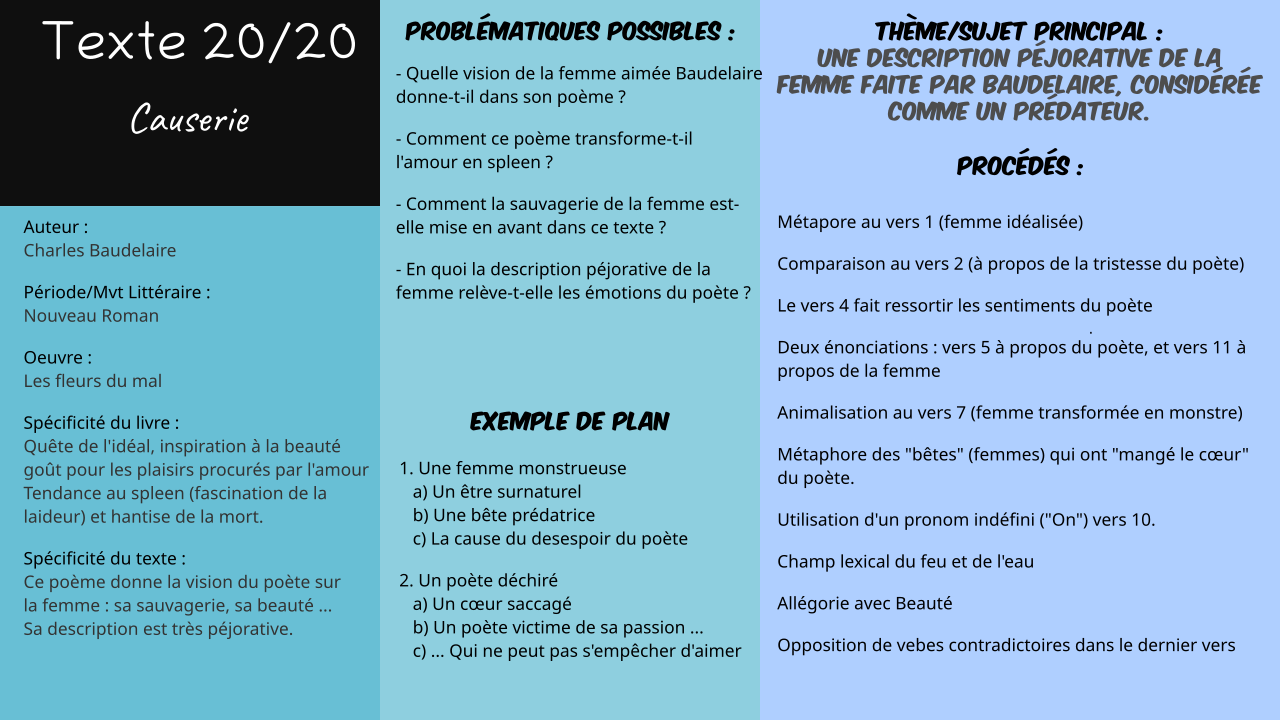 Texte 20/20
Causerie
Auteur :
Charles Baudelaire
Période/Mvt Littéraire :
Nouveau Roman
Oeuvre :
Les fleurs du mal
Spécificité du livre :
Quête de l'idéal, inspiration à la beauté
goût pour les plaisirs procurés par l'amour
Tendance au spleen (fascination de la
laideur) et hantise de la mort.
Spécificité du texte :
Ce poème donne la vision du poète sur
la femme : sa sauvagerie, sa beauté ...
Sa description est très péjorative.
PROBLÉMATIQUES POSSIBLES :
- Quelle vision de la femme aimée Baudelaire
donne-t-il dans son poème ?
- Comment ce poème transforme-t-il
l'amour en spleen ?
- Comment la sauvagerie de la femme est-
elle mise en avant dans ce texte ?
- En quoi la description péjorative de la
femme relève-t-elle les émotions du poète ?
EXEMPLE DE PLAN
1. Une femme monstrueuse
a) Un être surnaturel
b) Une bête prédatrice
c) La cause du desespoir du poète
2. Un poète déchiré
a) Un cœur saccagé
b) Un poète victime de sa passion ...
c) ... Qui ne peut pas s'empêcher d'aimer
THÈME/SUJET PRINCIPAL :
UNE DESCRIPTION PÉJORATIVE DE LA
FEMME FAITE PAR BAUDELAIRE, CONSIDÉRÉE
COMME UN PRÉDATEUR.
PROCÉDÉS :
Métapore au vers 1 (femme idéalisée)
Comparaison au vers 2 (à propos de la tristesse du poète)
Le vers 4 fait ressortir les sentiments du poète
.
Deux énonciations : vers 5 à propos du poète, et vers 11 à
propos de la femme
Animalisation au vers 7 (femme transformée en monstre)
Métaphore des "bêtes" (femmes) qui ont "mangé le cœur"
du poète.
Utilisation d'un pronom indéfini ("On") vers 10.
Champ lexical du feu et de l'eau
Allégorie avec Beauté
Opposition de vebes contradictoires dans le dernier vers